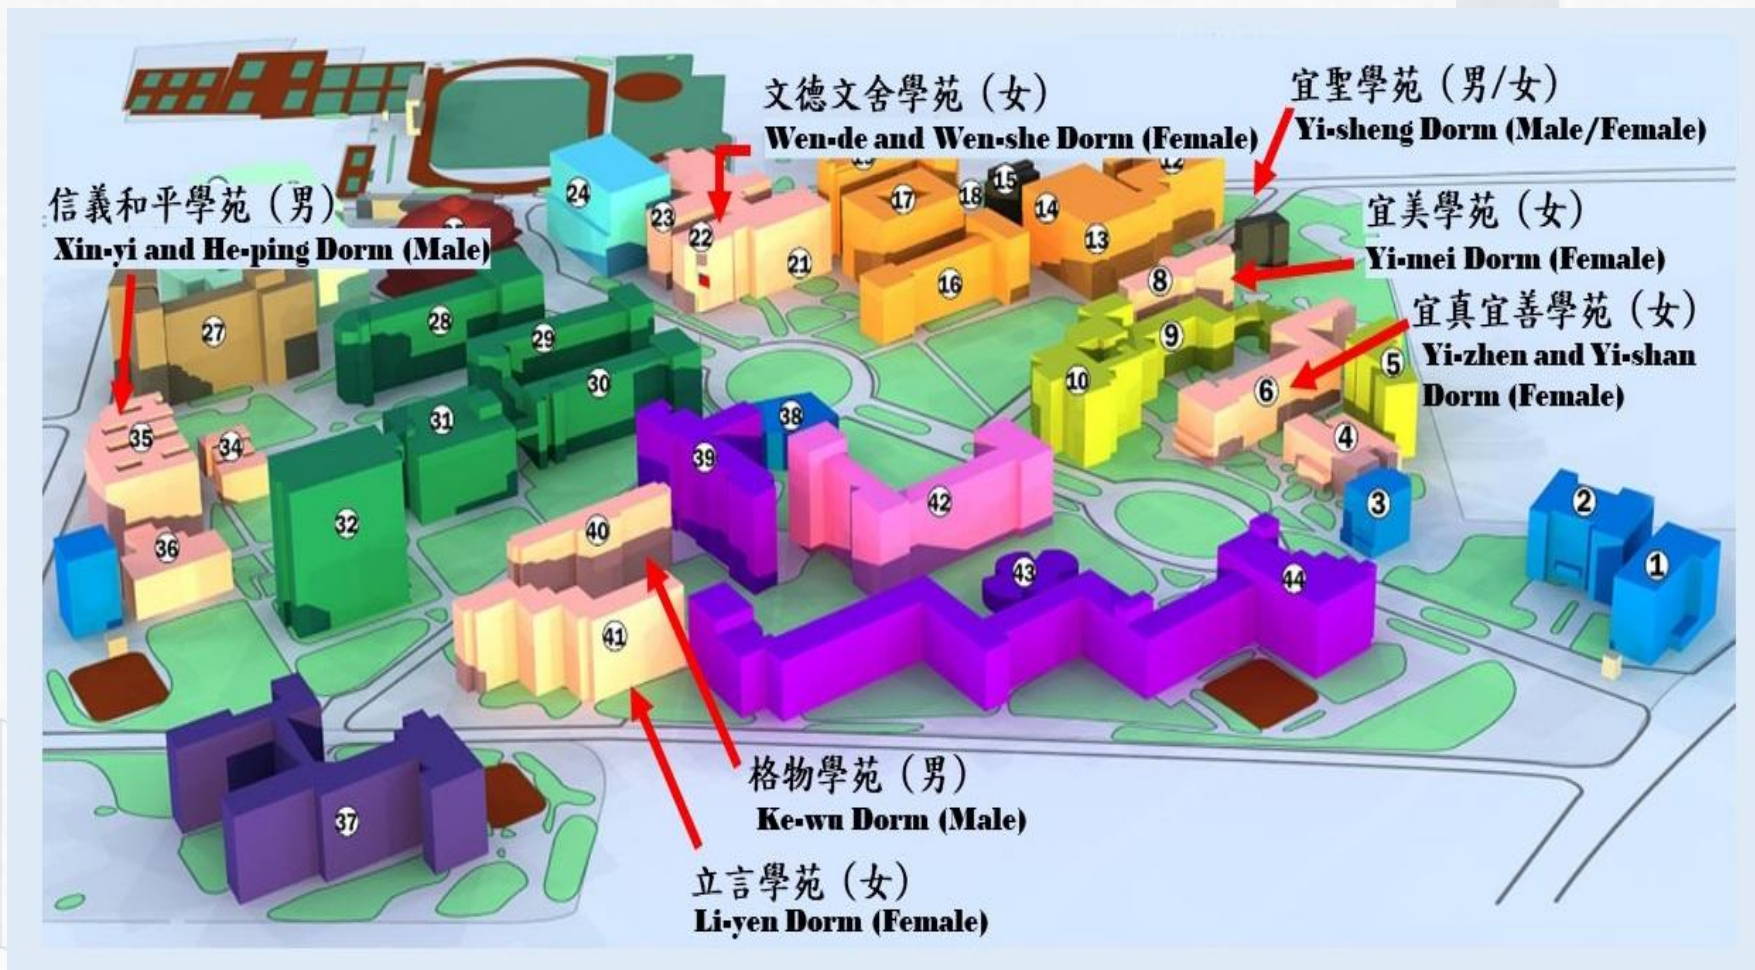 文德文舍學苑（女）
Wen-de and Wen-she Dorm (Female)
宜聖學苑（男/女）
Yi-sheng Dorm (Male/Female)
信義和平學苑（男）
Xin-yi and He-ping Dorm (Male)
宜美學苑（女）
Yi-mei Dorm (Female)
宜真宜善學苑（女）
Yi-zhen and Yi-shan
Dorm (Female)
24
23
22
21
17
18
15
14
12
13
16
8
9
10
6
5
4
3
2
1
27
28
29
30
31
35
34
32
36
38
39
40
41
42
43
44
37
格物學苑（男）
Ke-wu Dorm (Male)
立言學苑（女）
Li-yen Dorm (Female)